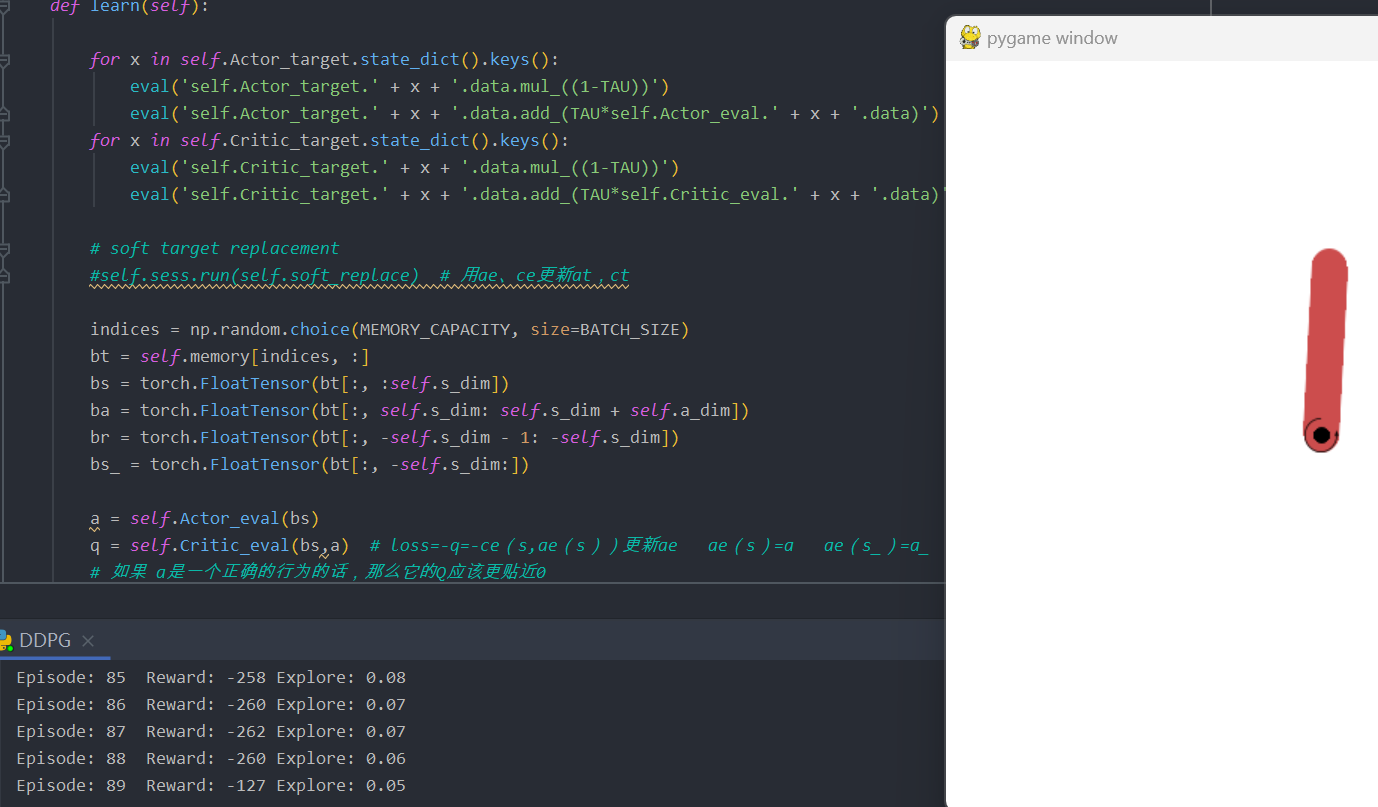 def learn(self):
for x in self.Actor_target.state_dict().keys():
eval('self.Actor_target.' + x + '.data.mul_((1-TAU))')
eval('self.Actor_target.' + x + '.data.add_(TAU*self.Actor_eval.' + x + '.data)')
for x in self.Critic_target.state_dict().keys():
eval('self.Critic_target.' + x + '.data.mul_((1-TAU))')
eval('self.Critic_target.' + x + '.data.add_(TAU*self.Critic_eval.' + x + '.data)'
# soft target replacement
#self.sess.run(self.soft_replace)  # 用ae、ce更新at，ct
indices = np.random.choice(MEMORY_CAPACITY, size=BATCH_SIZE)
bt = self.memory[indices, :]
bs = torch.FloatTensor(bt[:, :self.s_dim])
ba = torch.FloatTensor(bt[:, self.s_dim: self.s_dim + self.a_dim])
br = torch.FloatTensor(bt[:, -self.s_dim - 1: -self.s_dim])
bs_ = torch.FloatTensor(bt[:, -self.s_dim:])
a = self.Actor_eval(bs)
q = self.Critic_eval(bs,a)  # loss=-q=-ce（s,ae（s））更新ae   ae（s）=a   ae（s_）=a_
# 如果 a是一个正确的行为的话，那么它的Q应该更贴近0
pygame window
DDPG
Episode: 85  Reward: -258 Explore: 0.08
Episode: 86  Reward: -260 Explore: 0.07
Episode: 87  Reward: -262 Explore: 0.07
Episode: 88  Reward: -260 Explore: 0.06
Episode: 89  Reward: -127 Explore: 0.05